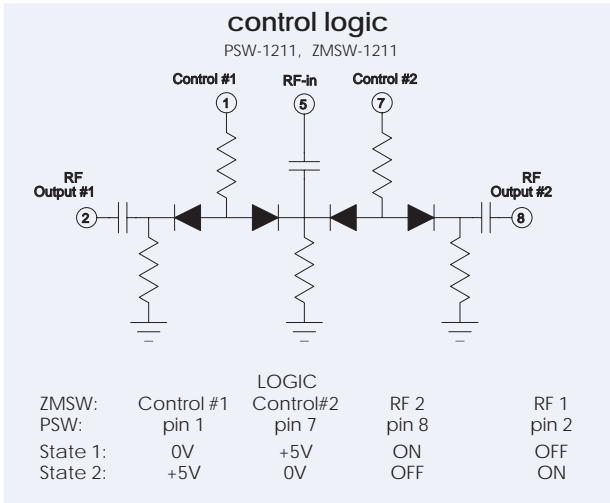 control logic
PSW-1211, ZMSW-1211
Control #1 RF-in Control #2
1 5 7
RF
Output #1
RF
Output #2
2 8
LOGIC
ZMSW: Control #1 Control#2 RF 2 RF 1
PSW: pin 1 pin 7 pin 8 pin 2
State 1: 0V +5V ON OFF
State 2: +5V 0V OFF ON